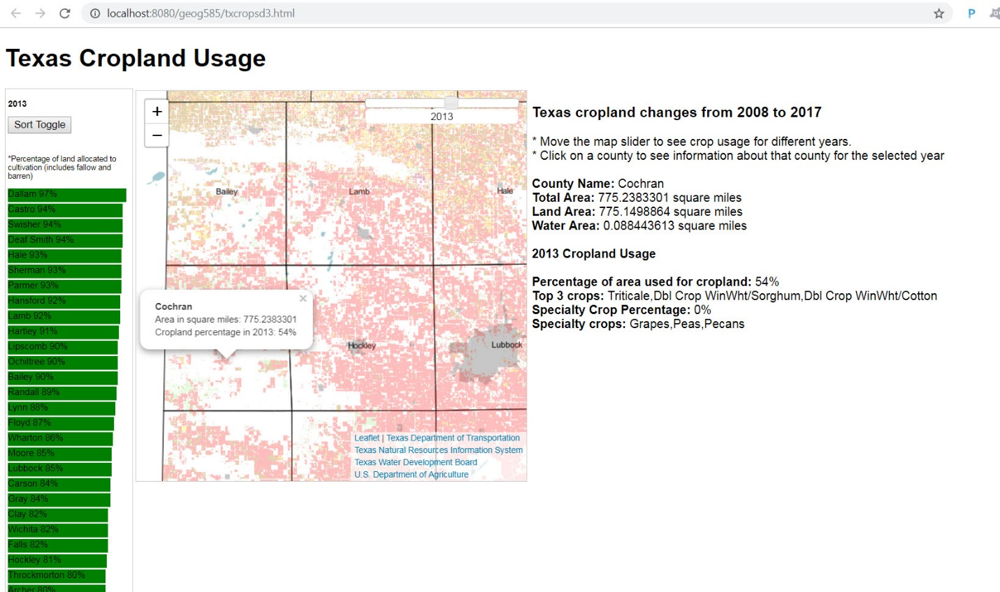 localhost:8080/geog585/txcropsd3.html
P
Texas Cropland Usage
2013
Sort Toggle
*Percentage of land allocated to
cultivation (includes fallow and
barren)
Dallam 97%
Castro 94%
Swisher 94%
Deaf Smith 94%
Hale 93%
Sherman 93%
Parmer 93%
Hansford 92%
Lamb 92%
Hartley 91%
Lipscomb 90%
Ochiltree 90%
Bailey 90%
Randall 89%
Lynn 88%
Floyd 87%
Wharton 86%
Moore 85%
Lubbock 85%
Carson 84%
Gray 84%
Clay 82%
Wichita 82%
Falls 82%
Hockley 81%
Throckmorton 80%
Archer 80%
+
−
2013
Bailey
Lamb
Hale
Cochran
×
Area in square miles: 775.2383301
Cropland percentage in 2013: 54%
Hockley
Lubbock
Leaflet | Texas Department of Transportation
Texas Natural Resources Information System
Texas Water Development Board
U.S. Department of Agriculture
Texas cropland changes from 2008 to 2017
* Move the map slider to see crop usage for different years.
* Click on a county to see information about that county for the selected year
County Name: Cochran
Total Area: 775.2383301 square miles
Land Area: 775.1498864 square miles
Water Area: 0.088443613 square miles
2013 Cropland Usage
Percentage of area used for cropland: 54%
Top 3 crops: Triticale,Dbl Crop WinWht/Sorghum,Dbl Crop WinWht/Cotton
Specialty Crop Percentage: 0%
Specialty crops: Grapes,Peas,Pecans